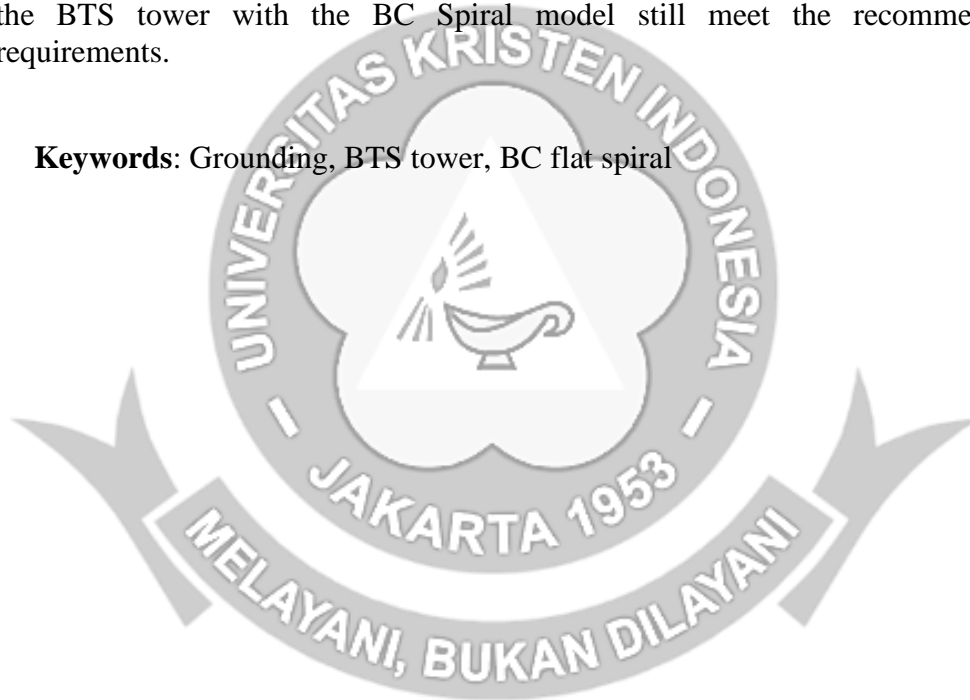 the BTS tower with the BC Spiral model still meet the recomme
requirements.
Keywords: Grounding, BTS tower, BC flat spiral
UNIVERSITAS KRISTEN INDONESIA
JAKARTA 1953
MELAYANI, BUKAN DILAYANI